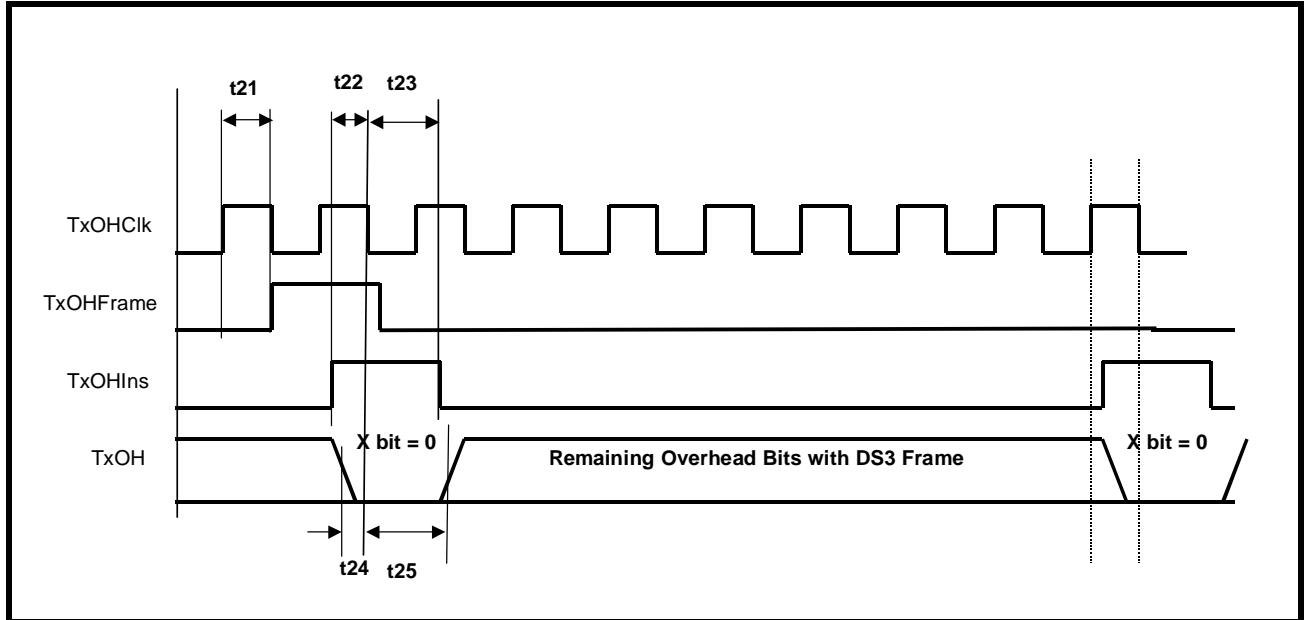 t21
t22
t23
TxOHClk
TxOHFrame
TxOHIns
TxOH
X bit = 0
Remaining Overhead Bits with DS3 Frame
X bit = 0
t24
t25